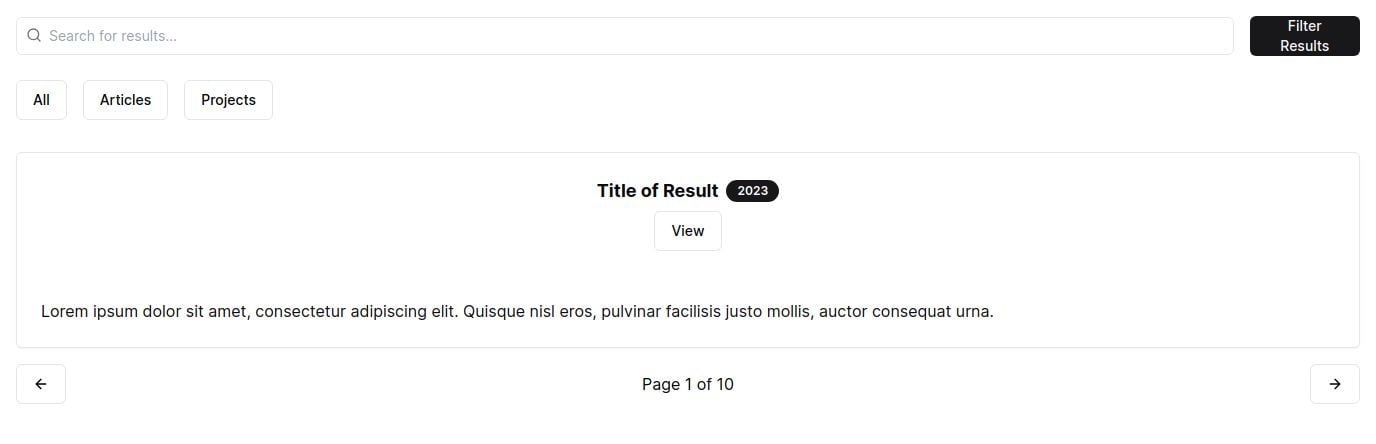 Search for results...
Filter
Results
All
Articles
Projects
Title of Result 2023
View
Lorem ipsum dolor sit amet, consectetur adipiscing elit. Quisque nisl eros, pulvinar facilisis justo mollis, auctor consequat urna.
Page 1 of 10